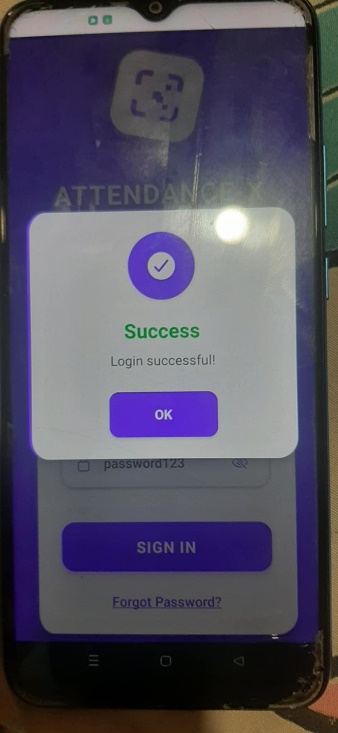 ATTENDANCE X
Success
Login successful!
OK
password123
SIGN IN
Forgot Password?